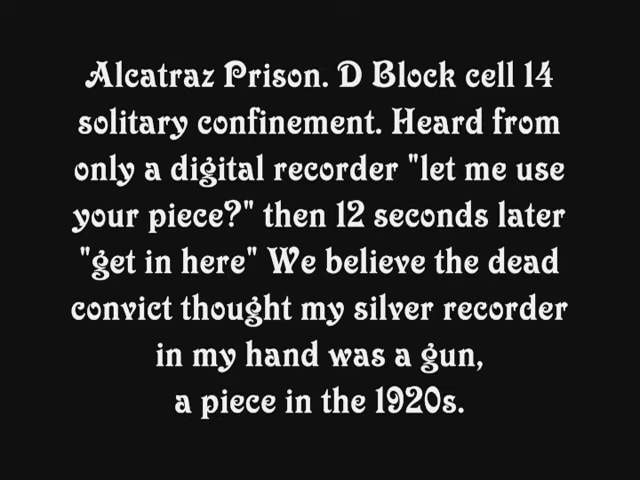 Alcatraz Prison. D Block cell 14
solitary confinement. Heard from
only a digital recorder "let me use
your piece?" then 12 seconds later
"get in here" We believe the dead
convict thought my silver recorder
in my hand was a gun,
a piece in the 1920s.